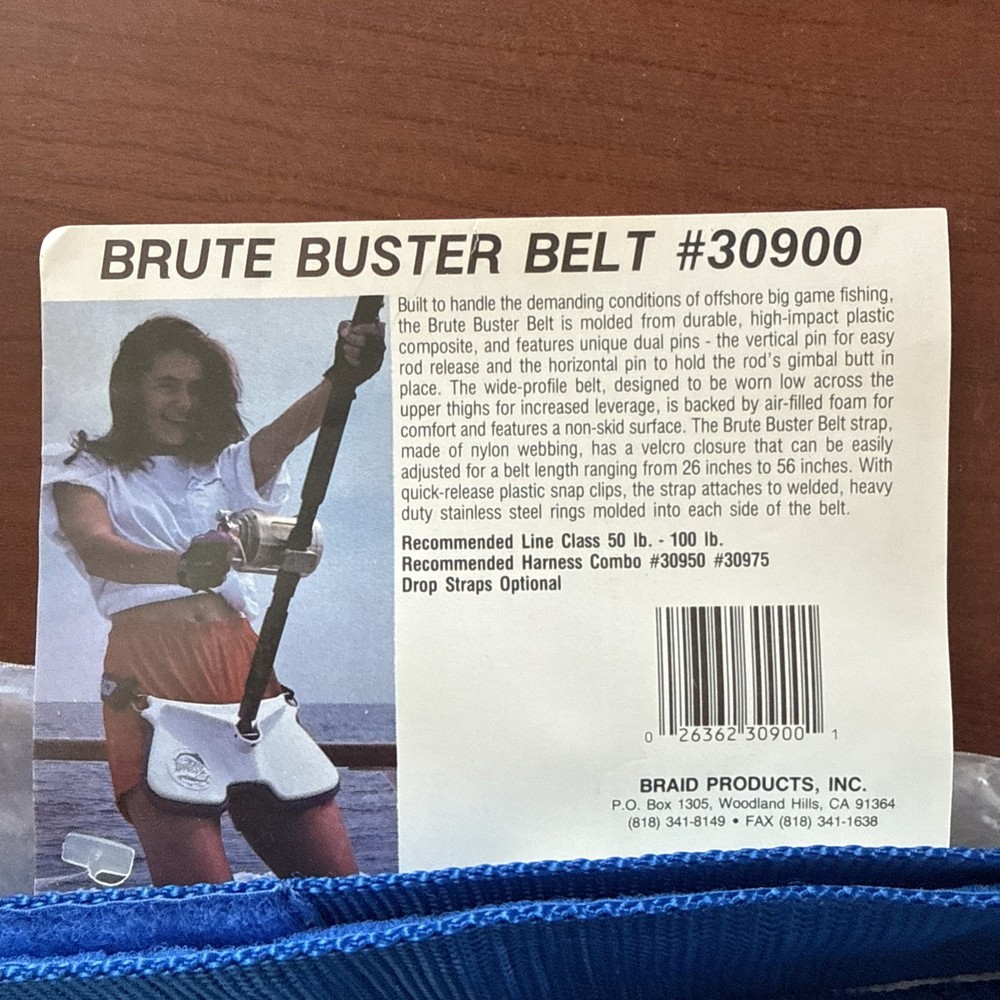 BRUTE BUSTER BELT #30900
Built to handle the demanding conditions of offshore big game fishing,
the Brute Buster Belt is molded from durable, high-impact plastic
composite, and features unique dual pins - the vertical pin for easy
rod release and the horizontal pin to hold the rod's gimbal butt in
place. The wide-profile belt, designed to be worn low across the
upper thighs for increased leverage, is backed by air-filled foam for
comfort and features a non-skid surface. The Brute Buster Belt strap,
made of nylon webbing, has a velcro closure that can be easily
adjusted for a belt length ranging from 26 inches to 56 inches. With
quick-release plastic snap clips, the strap attaches to welded, heavy
duty stainless steel rings molded into each side of the belt.
Recommended Line Class 50 lb. - 100 lb.
Recommended Harness Combo #30950 #30975
Drop Straps Optional
0 26362 30900 1
BRAID PRODUCTS, INC.
P.O. Box 1305, Woodland Hills, CA 91364
(818) 341-8149 • FAX (818) 341-1638